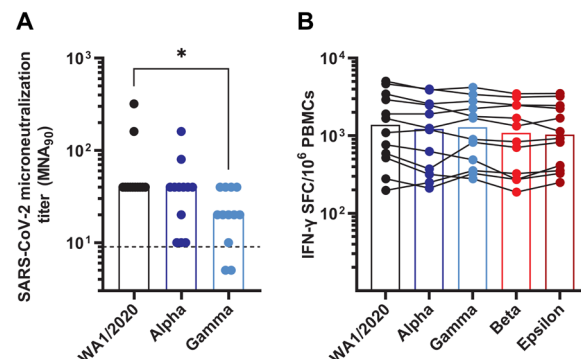 A
SARS-CoV-2 microneutralization
titer (MNA90)
10³
10²
10¹
*
WA1/2020
Alpha
Gamma
B
IFN-γ SFC/10⁶ PBMCs
10⁴
10³
10²
WA1/2020
Alpha
Gamma
Beta
Epsilon